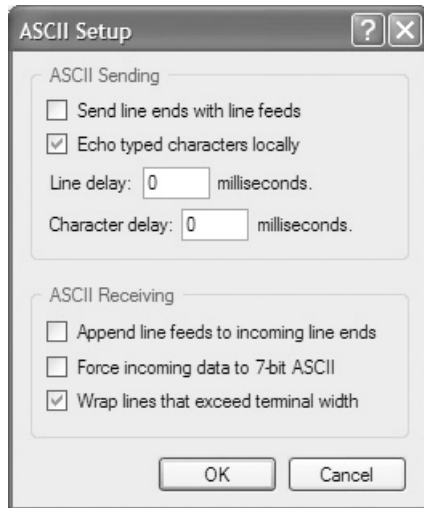 ASCII Setup
ASCII Sending
Send line ends with line feeds
Echo typed characters locally
Line delay: 0 milliseconds.
Character delay: 0 milliseconds.
ASCII Receiving
Append line feeds to incoming line ends
Force incoming data to 7-bit ASCII
Wrap lines that exceed terminal width
OK Cancel